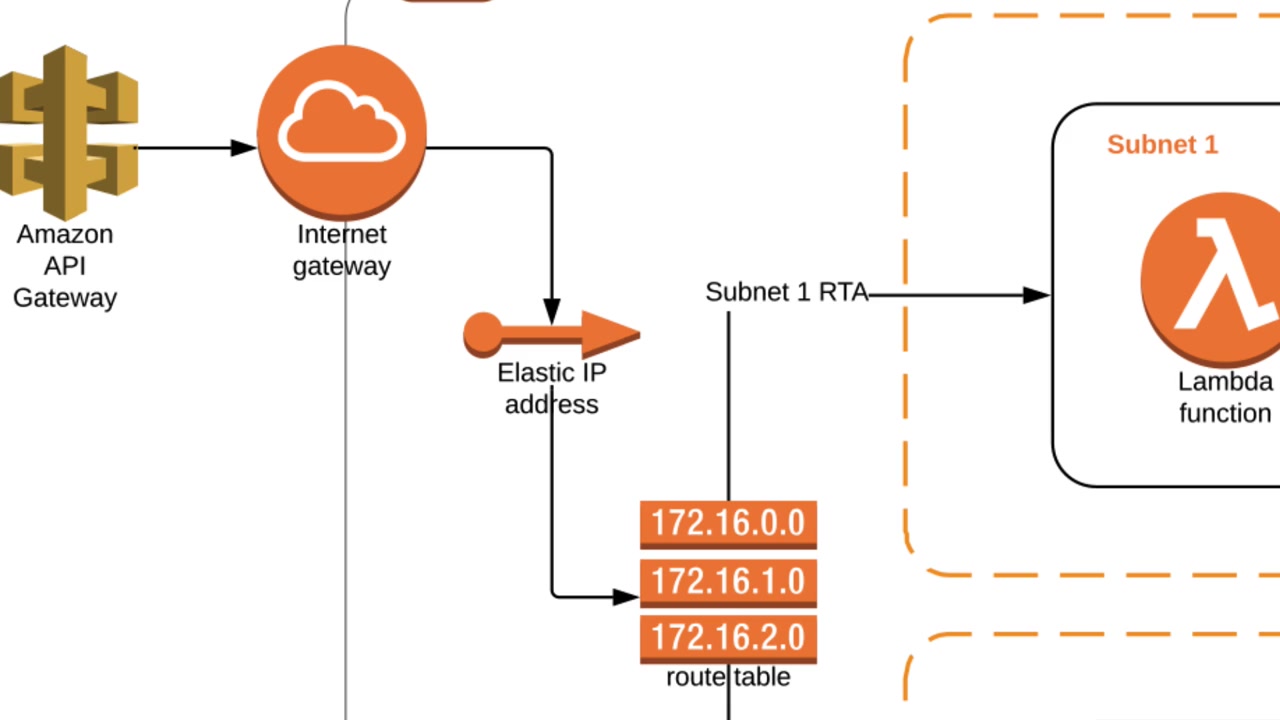 Amazon
API
Gateway
Internet
gateway
Elastic IP
address
Subnet 1 RTA
172.16.0.0
172.16.1.0
172.16.2.0
route table
Subnet 1
Lambda
function